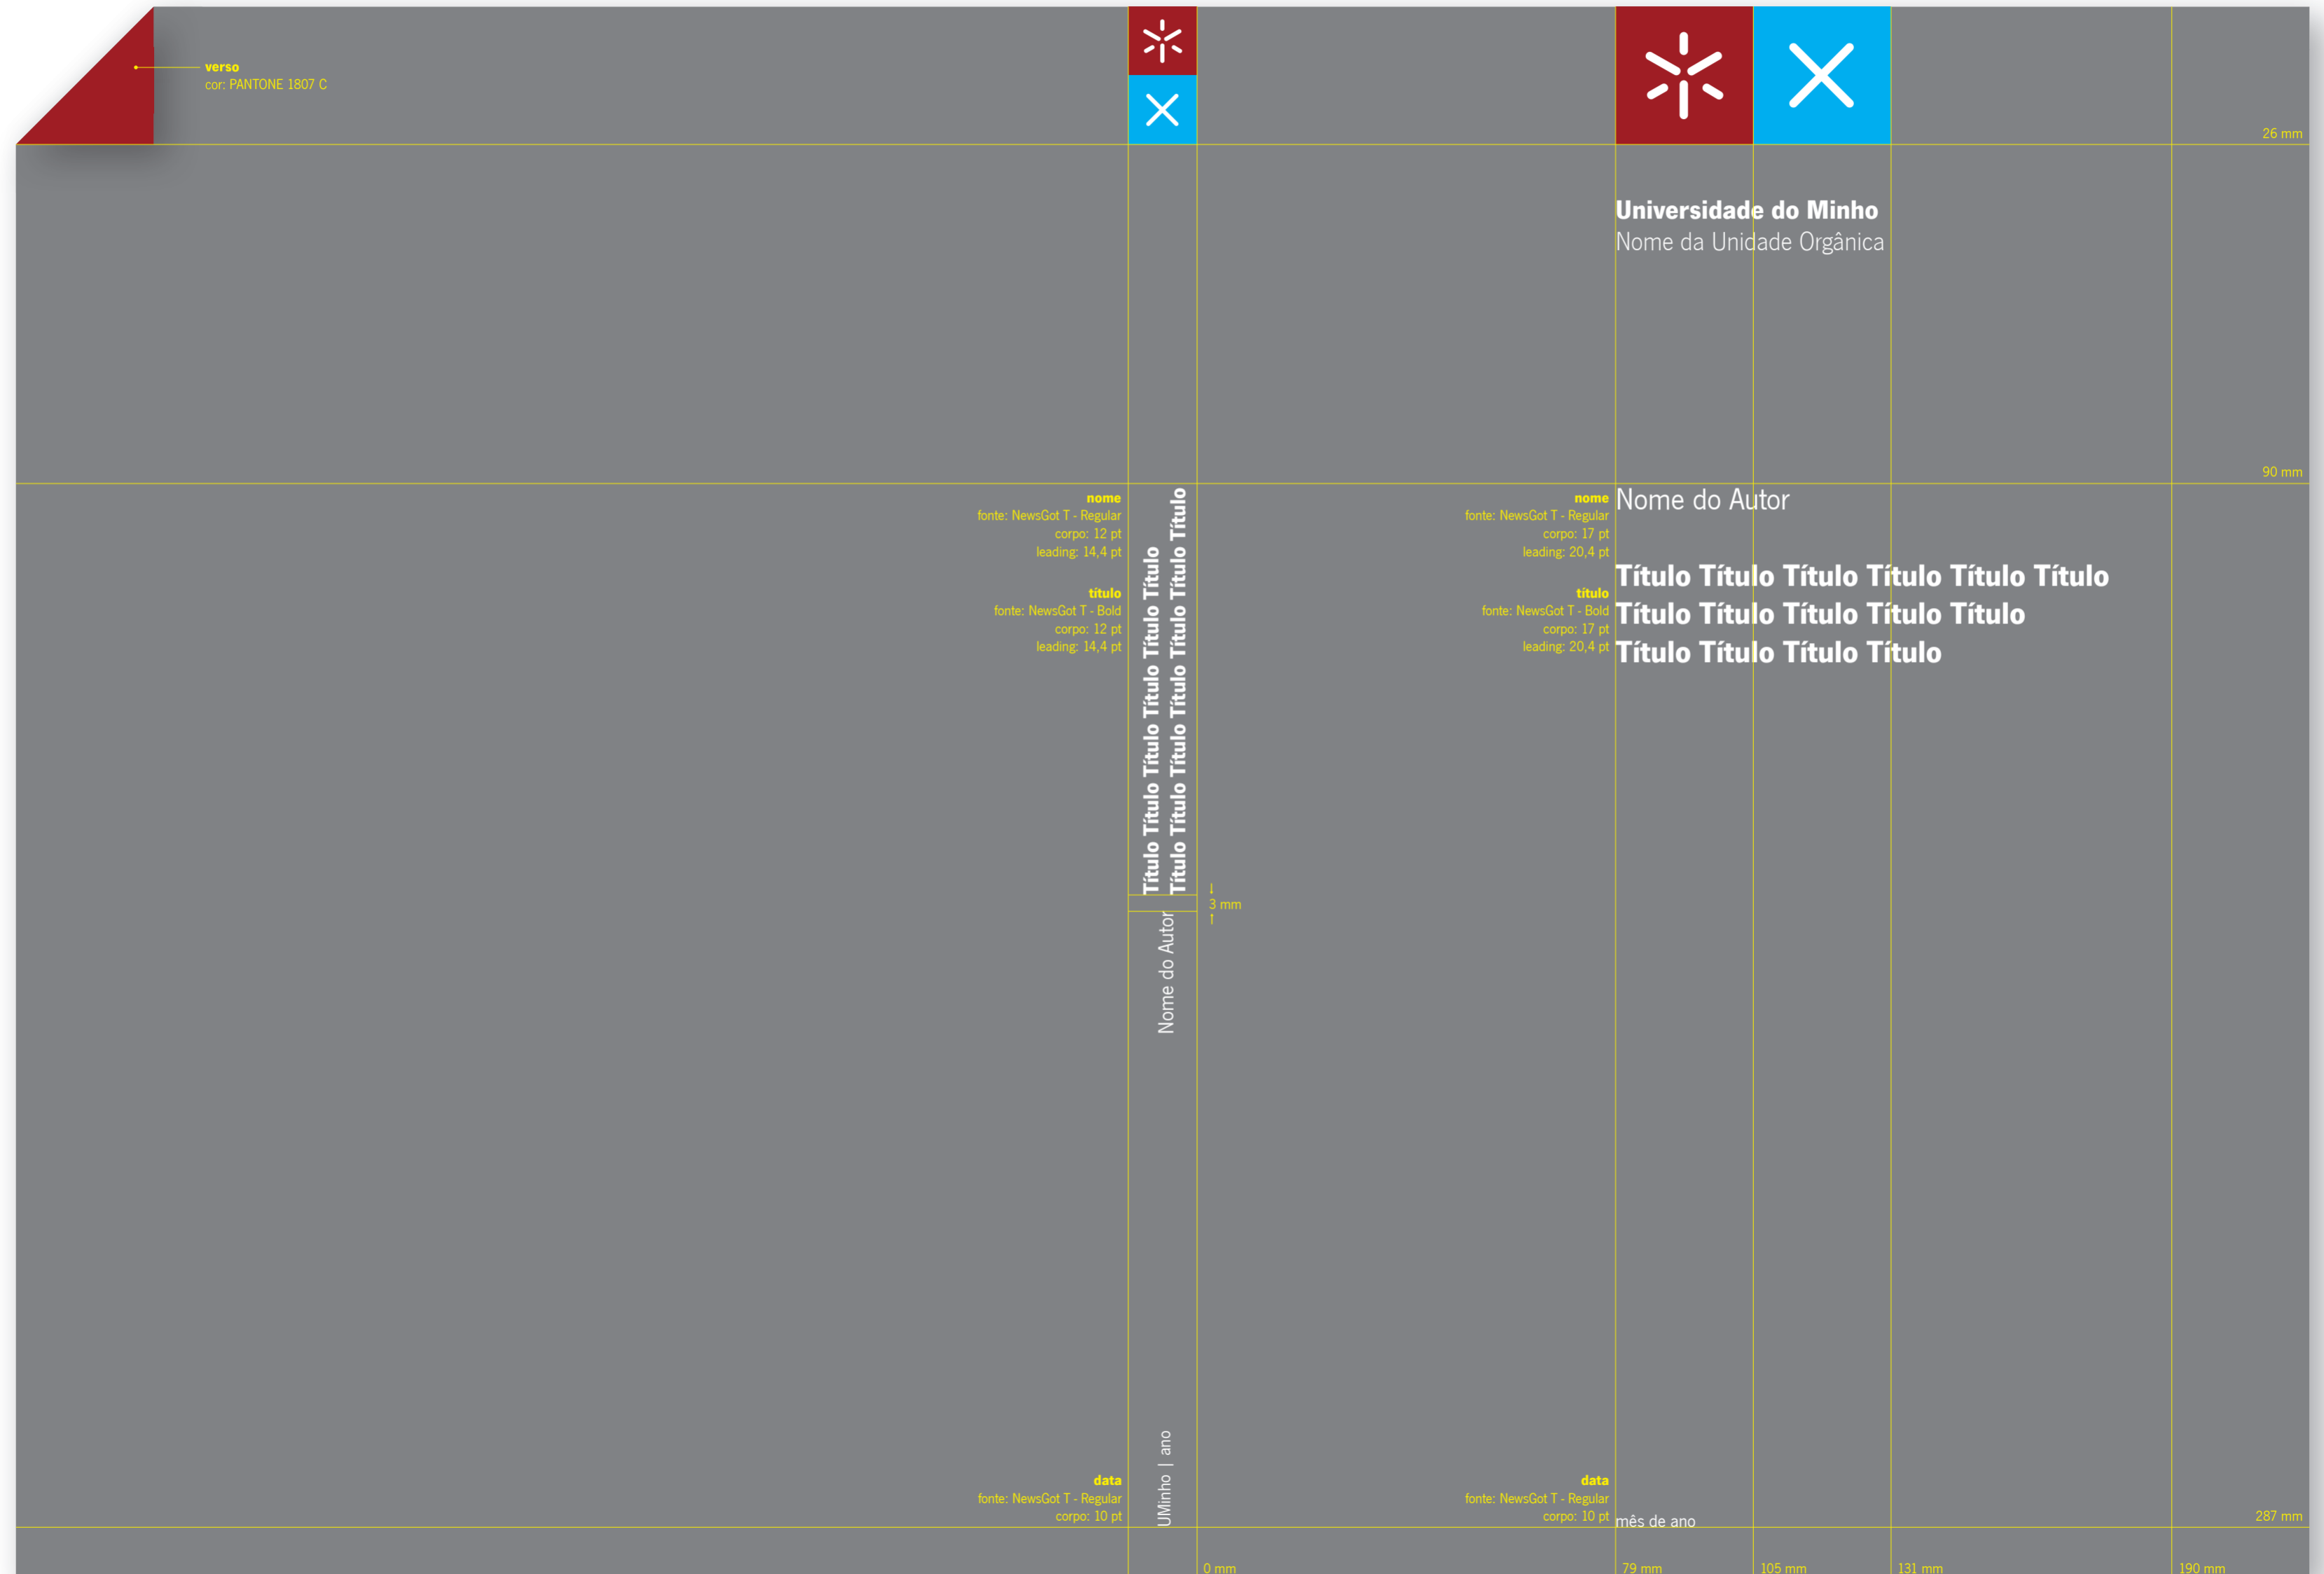 verso
cor: PANTONE 1807 C
26 mm
Universidade do Minho
Nome da Unidade Orgânica
90 mm
nome
fonte: NewsGot T - Regular
corpo: 12 pt
leading: 14,4 pt
título
fonte: NewsGot T - Bold
corpo: 12 pt
leading: 14,4 pt
Título Título Título Título Título Título
Título Título Título Título Título Título Título
3 mm
Nome do Autor
UMinho | ano
nome
fonte: NewsGot T - Regular
corpo: 17 pt
leading: 20,4 pt
título
fonte: NewsGot T - Bold
corpo: 17 pt
leading: 20,4 pt
Nome do Autor
Título Título Título Título Título Título
Título Título Título Título Título
Título Título Título Título
data
fonte: NewsGot T - Regular
corpo: 10 pt
data
fonte: NewsGot T - Regular
corpo: 10 pt
mês de ano
287 mm
0 mm
79 mm
105 mm
131 mm
190 mm